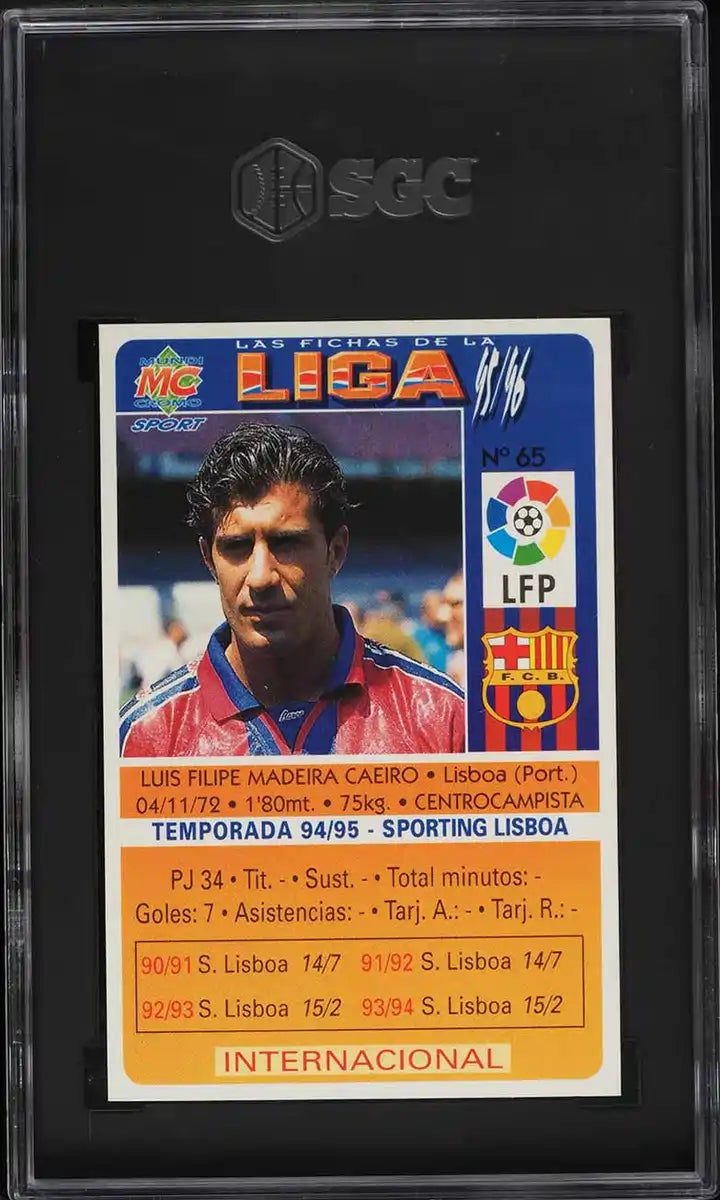 SGC
LAS FICHAS DE LA
LIGA 95/96
MUNDI
MC
CROMO
SPORT
Nº 65
LFP
F. C. B.
LUIS FILIPE MADEIRA CAEIRO • Lisboa (Port.)
04/11/72 • 1'80mt. • 75kg. • CENTROCAMPISTA
TEMPORADA 94/95 - SPORTING LISBOA
PJ 34 • Tit. - • Sust. - • Total minutos: -
Goles: 7 • Asistencias: - • Tarj. A.: - • Tarj. R.: -
90/91 S. Lisboa 14/7 91/92 S. Lisboa 14/7
92/93 S. Lisboa 15/2 93/94 S. Lisboa 15/2
INTERNACIONAL